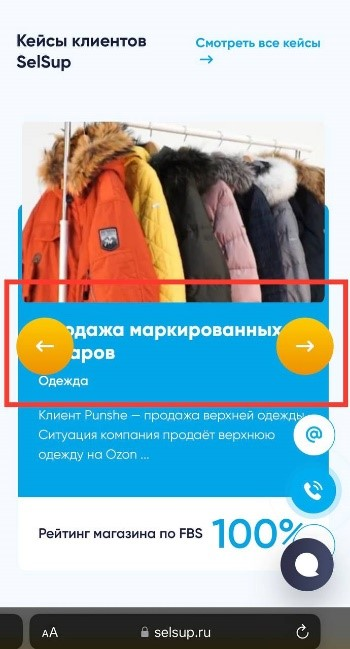 Кейсы клиентов
SelSup
Смотреть все кейсы
→
← маркированных →
Одежда
Клиент Punshe — продажа верхней одежды.
Ситуация компания продаёт верхнюю
одежду на Ozon ...
@
Рейтинг магазина по FBS 100%
AA selsup.ru